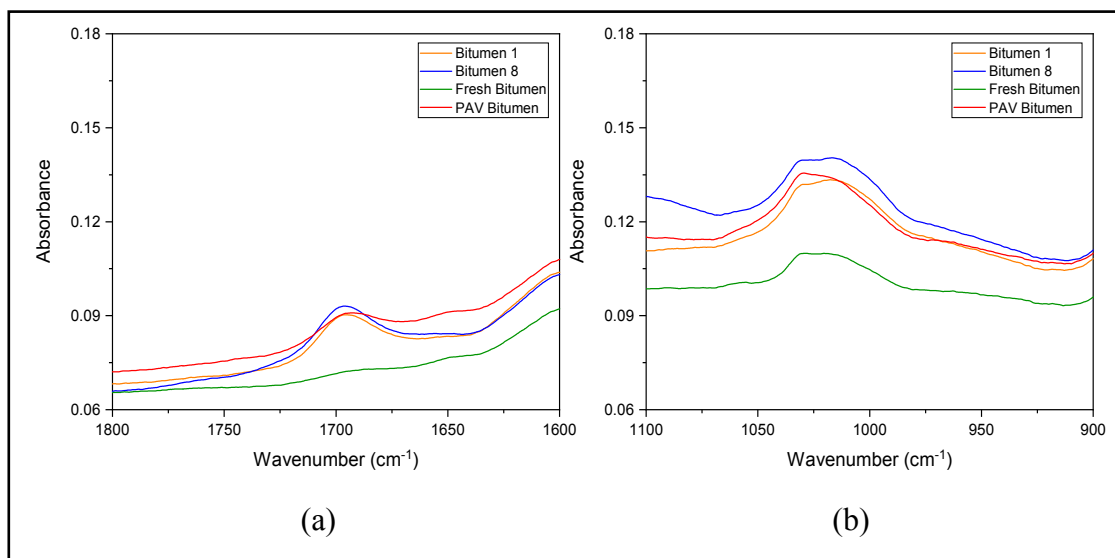 0.18
0.15
0.12
0.09
0.06
Absorbance
Bitumen 1
Bitumen 8
Fresh Bitumen
PAV Bitumen
1800
1750
1700
1650
1600
Wavenumber (cm⁻¹)
(a)
0.18
0.15
0.12
0.09
0.06
Absorbance
Bitumen 1
Bitumen 8
Fresh Bitumen
PAV Bitumen
1100
1050
1000
950
900
Wavenumber (cm⁻¹)
(b)